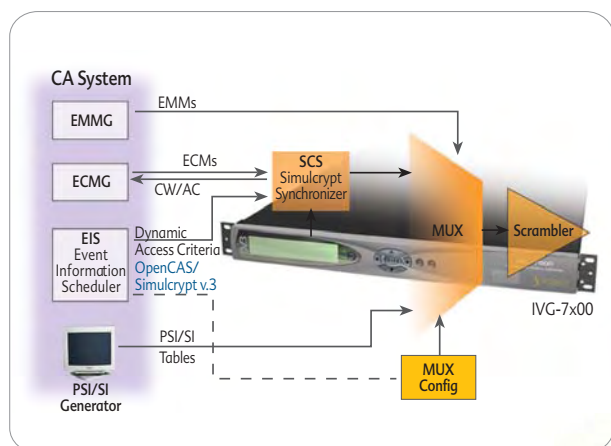 CA System
EMMG
EMMs
ECMG
ECMs
CW/AC
SCS
Simulcrypt
Synchronizer
EIS
Event
Information
Scheduler
Dynamic
Access Criteria
OpenCAS/
Simulcrypt v.3
MUX
Scrambler
IVG-7x00
PSI/SI
Tables
PSI/SI
Generator
MUX
Config